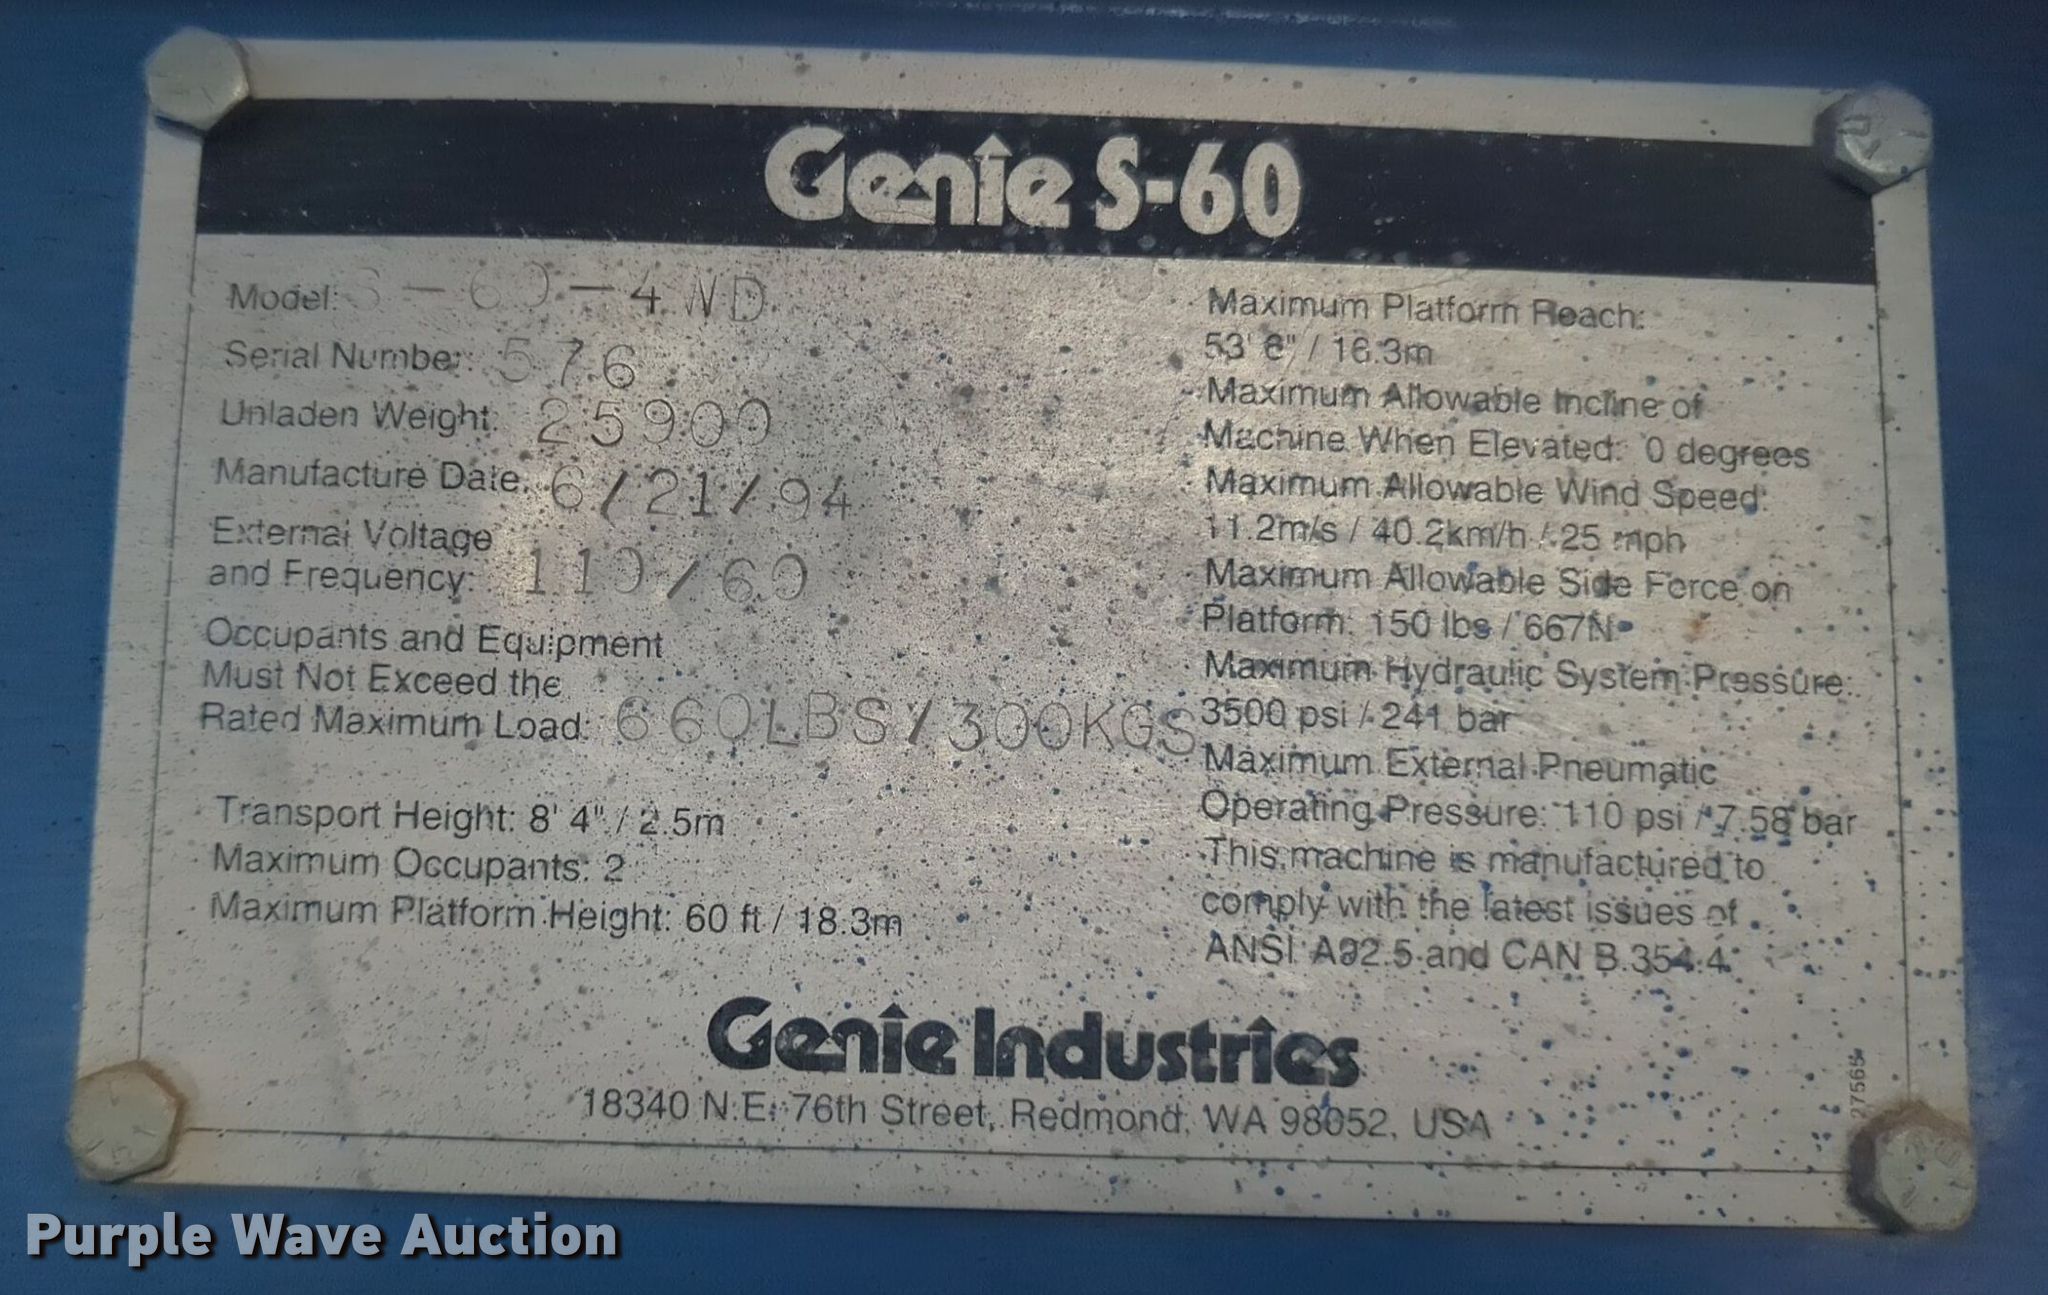 Genie S-60
Model: S-60-4WD
Serial Number: 576
Unladen Weight: 25900
Manufacture Date: 6/21/94
External Voltage
and Frequency: 110/60
Occupants and Equipment
Must Not Exceed the
Rated Maximum Load: 660LBS/300KGS
Transport Height: 8' 4" / 2.5m
Maximum Occupants: 2
Maximum Platform Height: 60 ft / 18.3m
Maximum Platform Reach:
53' 6" / 16.3m
Maximum Allowable Incline of
Machine When Elevated: 0 degrees
Maximum Allowable Wind Speed:
11.2m/s / 40.2km/h / 25 mph
Maximum Allowable Side Force on
Platform: 150 lbs / 667N
Maximum Hydraulic System Pressure:
3500 psi / 241 bar
Maximum External Pneumatic
Operating Pressure: 110 psi / 7.58 bar
This machine is manufactured to
comply with the latest issues of
ANSI A92.5 and CAN B.354.4
Genie Industries
18340 N.E. 76th Street, Redmond, WA 98052, USA
27565
Purple Wave Auction